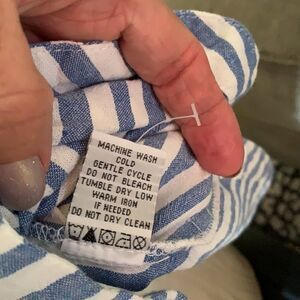 MACHINE WASH
COLD
GENTLE CYCLE
DO NOT BLEACH
TUMBLE DRY LOW
WARM IRON
IF NEEDED
DO NOT DRY CLEAN